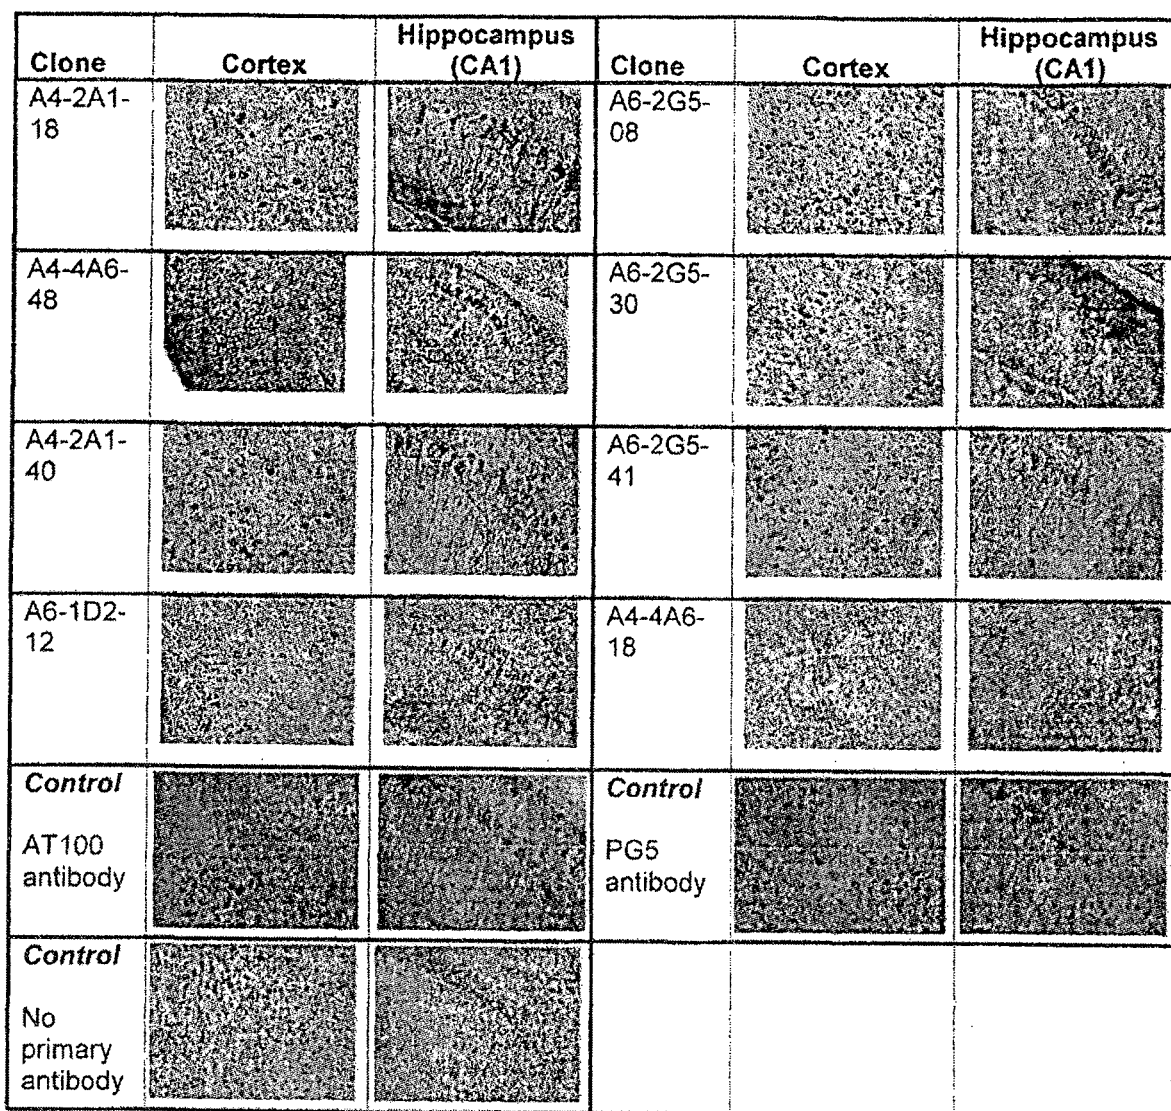 Clone Cortex Hippocampus (CA1) Clone Cortex Hippocampus (CA1)
A4-2A1-
18
A6-2G5-
08
A4-4A6-
48
A6-2G5-
30
A4-2A1-
40
A6-2G5-
41
A6-1D2-
12
A4-4A6-
18
Control
AT100
antibody
Control
PG5
antibody
Control
No
primary
antibody